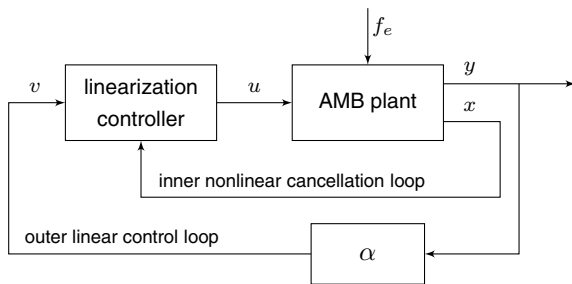 f_e
v
linearization
controller
u
AMB plant
y
x
inner nonlinear cancellation loop
outer linear control loop
α